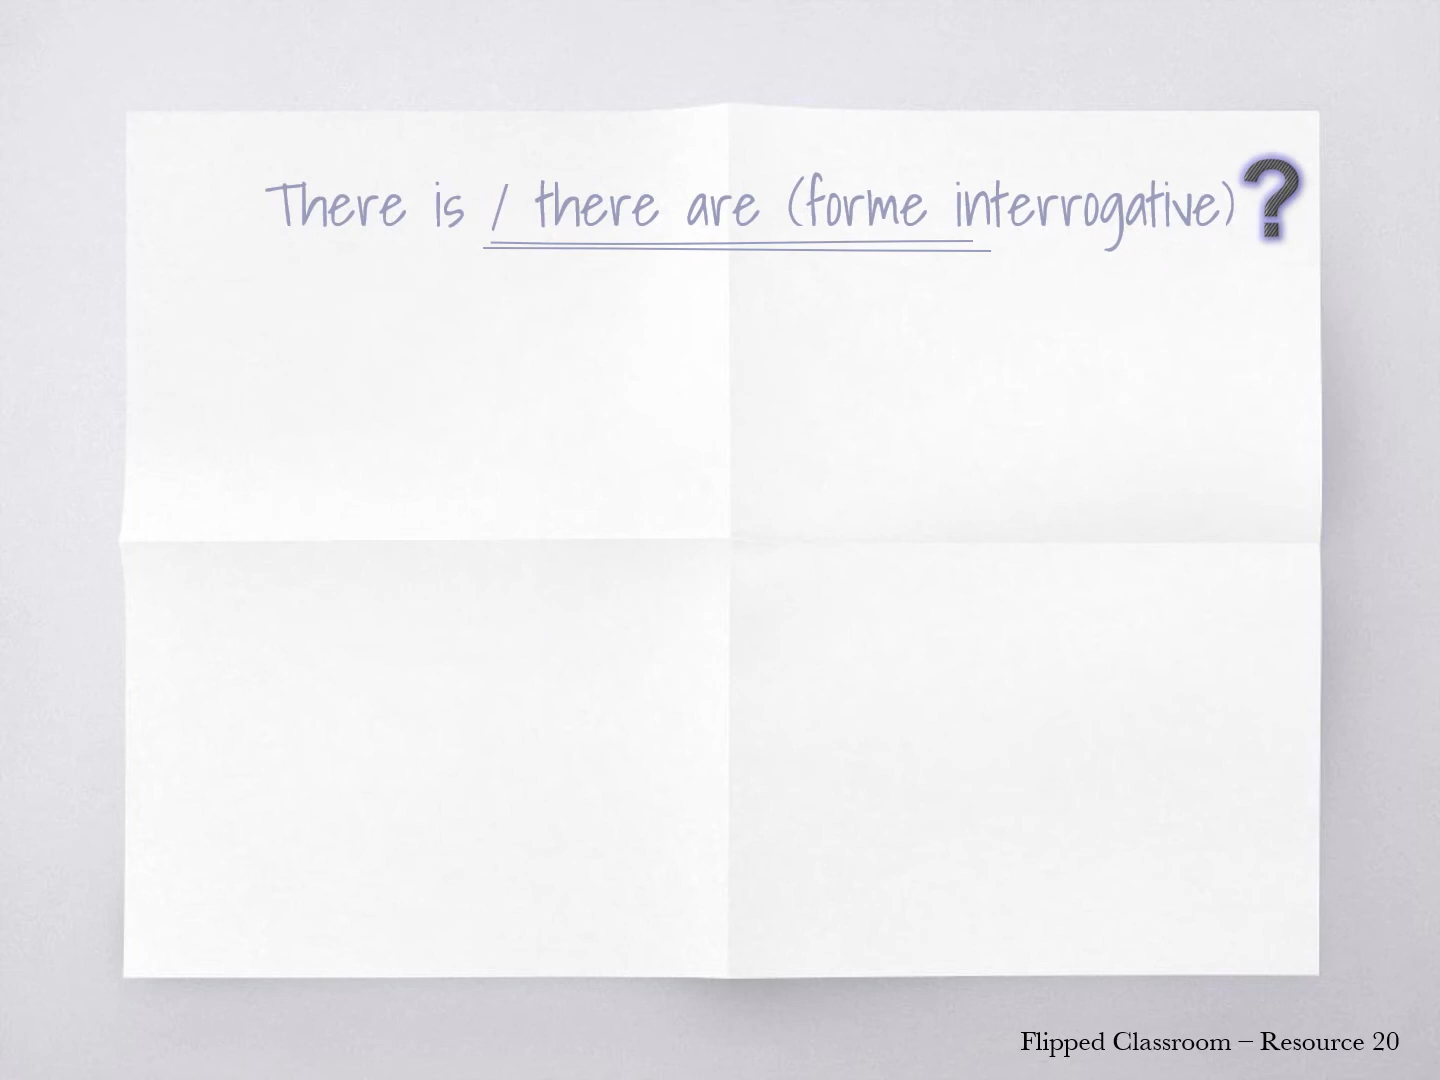 There is / there are (forme interrogative)?
Flipped Classroom – Resource 20